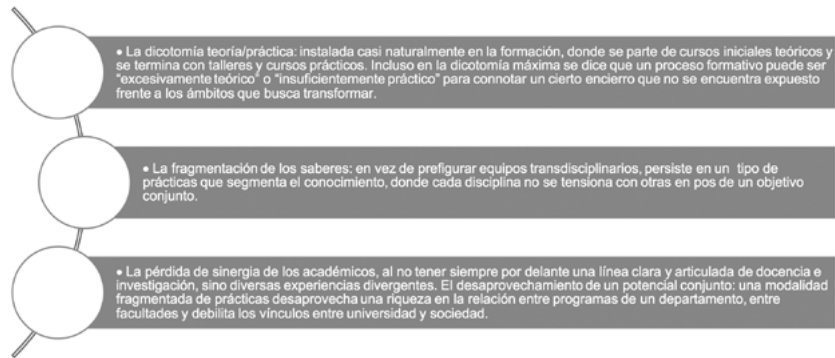 • La dicotomía teoría/práctica: instalada casi naturalmente en la formación, donde se parte de cursos iniciales teóricos y
se termina con talleres y cursos prácticos. Incluso en la dicotomía máxima se dice que un proceso formativo puede ser
"excesivamente teórico" o "insuficientemente práctico" para connotar un cierto encierro que no se encuentra expuesto
frente a los ámbitos que busca transformar.
• La fragmentación de los saberes: en vez de prefigurar equipos transdisciplinarios, persiste en un tipo de
prácticas que segmenta el conocimiento, donde cada disciplina no se tensiona con otras en pos de un objetivo
conjunto.
• La pérdida de sinergia de los académicos, al no tener siempre por delante una línea clara y articulada de docencia e
investigación, sino diversas experiencias divergentes. El desaprovechamiento de un potencial conjunto: una modalidad
fragmentada de prácticas desaprovecha una riqueza en la relación entre programas de un departamento, entre
facultades y debilita los vínculos entre universidad y sociedad.